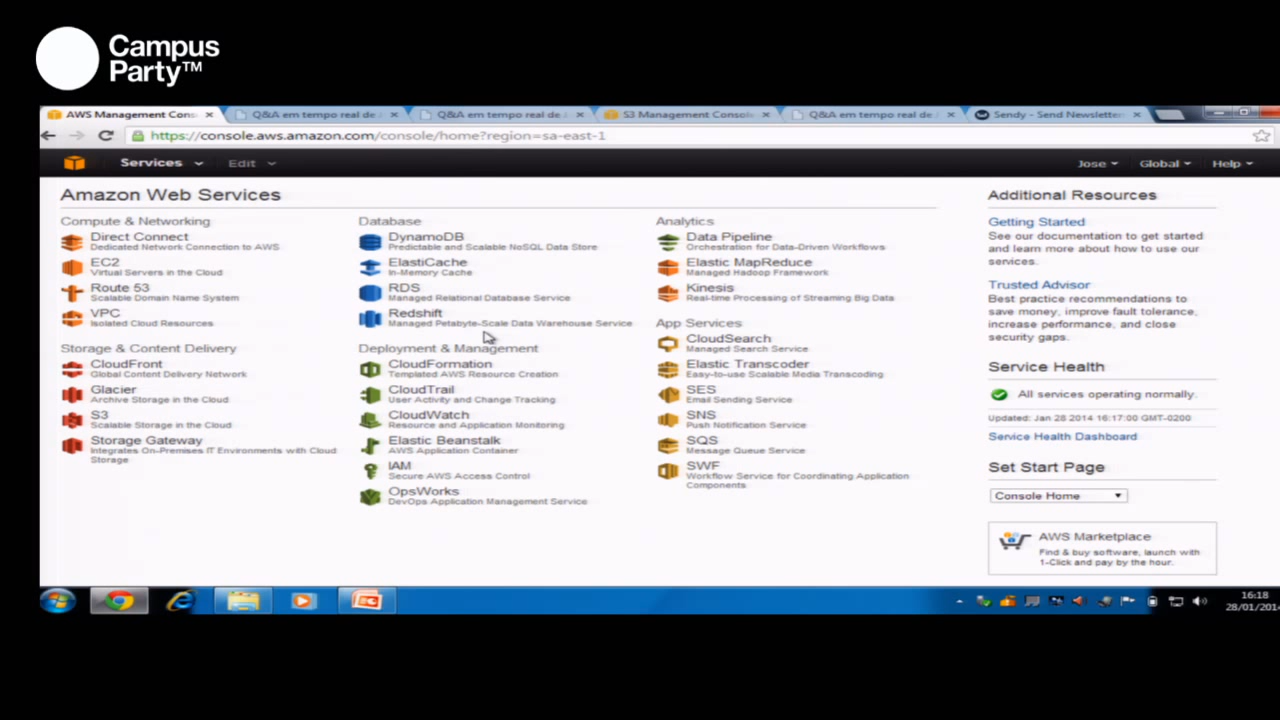 Campus
Party™
AWS Management Cons
Q&A em tempo real de
Q&A em tempo real de
S3 Management Console
Q&A em tempo real de
Sendy - Send Newsletter
https://console.aws.amazon.com/console/home?region=sa-east-1
Services
Edit
Jose
Global
Help
Amazon Web Services
Compute & Networking
Direct Connect
Dedicated Network Connection to AWS
EC2
Virtual Servers in the Cloud
Route 53
Scalable Domain Name System
VPC
Isolated Cloud Resources
Storage & Content Delivery
CloudFront
Global Content Delivery Network
Glacier
Archive Storage in the Cloud
S3
Scalable Storage in the Cloud
Storage Gateway
Integrates On-Premises IT Environments with Cloud
Storage
Database
DynamoDB
Predictable and Scalable NoSQL Data Store
ElastiCache
In-Memory Cache
RDS
Managed Relational Database Service
Redshift
Managed Petabyte-Scale Data Warehouse Service
Deployment & Management
CloudFormation
Templated AWS Resource Creation
CloudTrail
User Activity and Change Tracking
CloudWatch
Resource and Application Monitoring
Elastic Beanstalk
AWS Application Container
IAM
Secure AWS Access Control
OpsWorks
DevOps Application Management Service
Analytics
Data Pipeline
Orchestration for Data-Driven Workflows
Elastic MapReduce
Managed Hadoop Framework
Kinesis
Real-time Processing of Streaming Big Data
App Services
CloudSearch
Managed Search Service
Elastic Transcoder
Easy-to-use Scalable Media Transcoding
SES
Email Sending Service
SNS
Push Notification Service
SQS
Message Queue Service
SWF
Workflow Service for Coordinating Application
Components
Additional Resources
Getting Started
See our documentation to get started
and learn more about how to use our
services.
Trusted Advisor
Best practice recommendations to
save money, improve fault tolerance,
increase performance, and close
security gaps.
Service Health
All services operating normally.
Updated: Jan 28 2014 16:17:00 GMT-0200
Service Health Dashboard
Set Start Page
Console Home
AWS Marketplace
Find & buy software, launch with
1-Click and pay by the hour.
16:18
28/01/2014